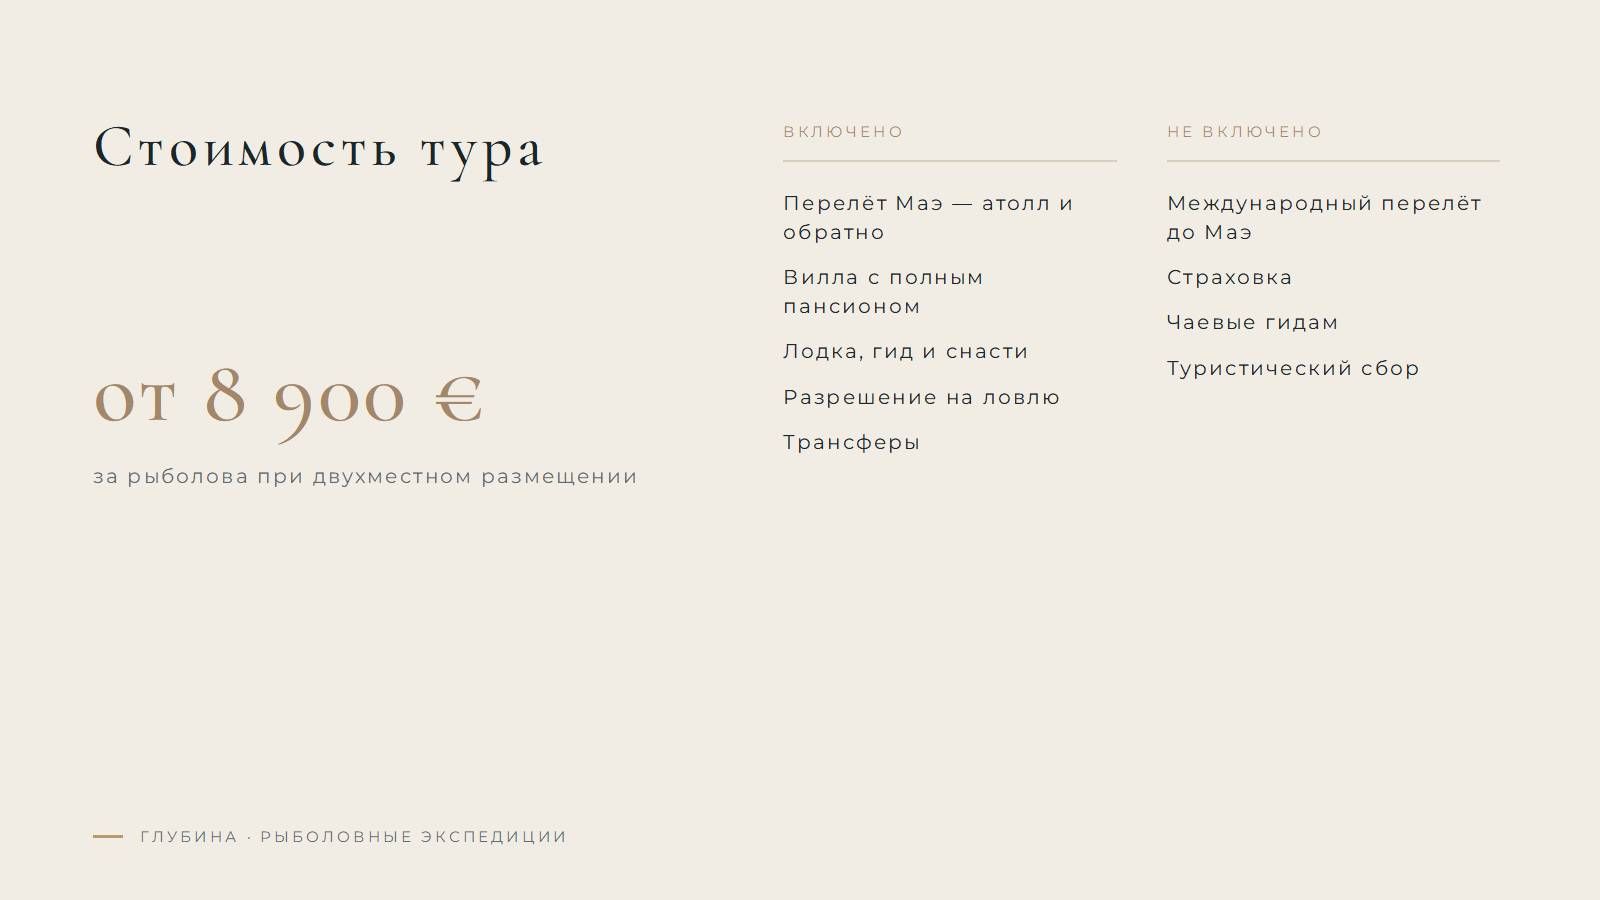 Стоимость тура
от 8 900 €
за рыболова при двухместном размещении
ВКЛЮЧЕНО
Перелёт Маэ — атолл и
обратно
Вилла с полным
пансионом
Лодка, гид и снасти
Разрешение на ловлю
Трансферы
НЕ ВКЛЮЧЕНО
Международный перелёт
до Маэ
Страховка
Чаевые гидам
Туристический сбор
ГЛУБИНА · РЫБОЛОВНЫЕ ЭКСПЕДИЦИИ